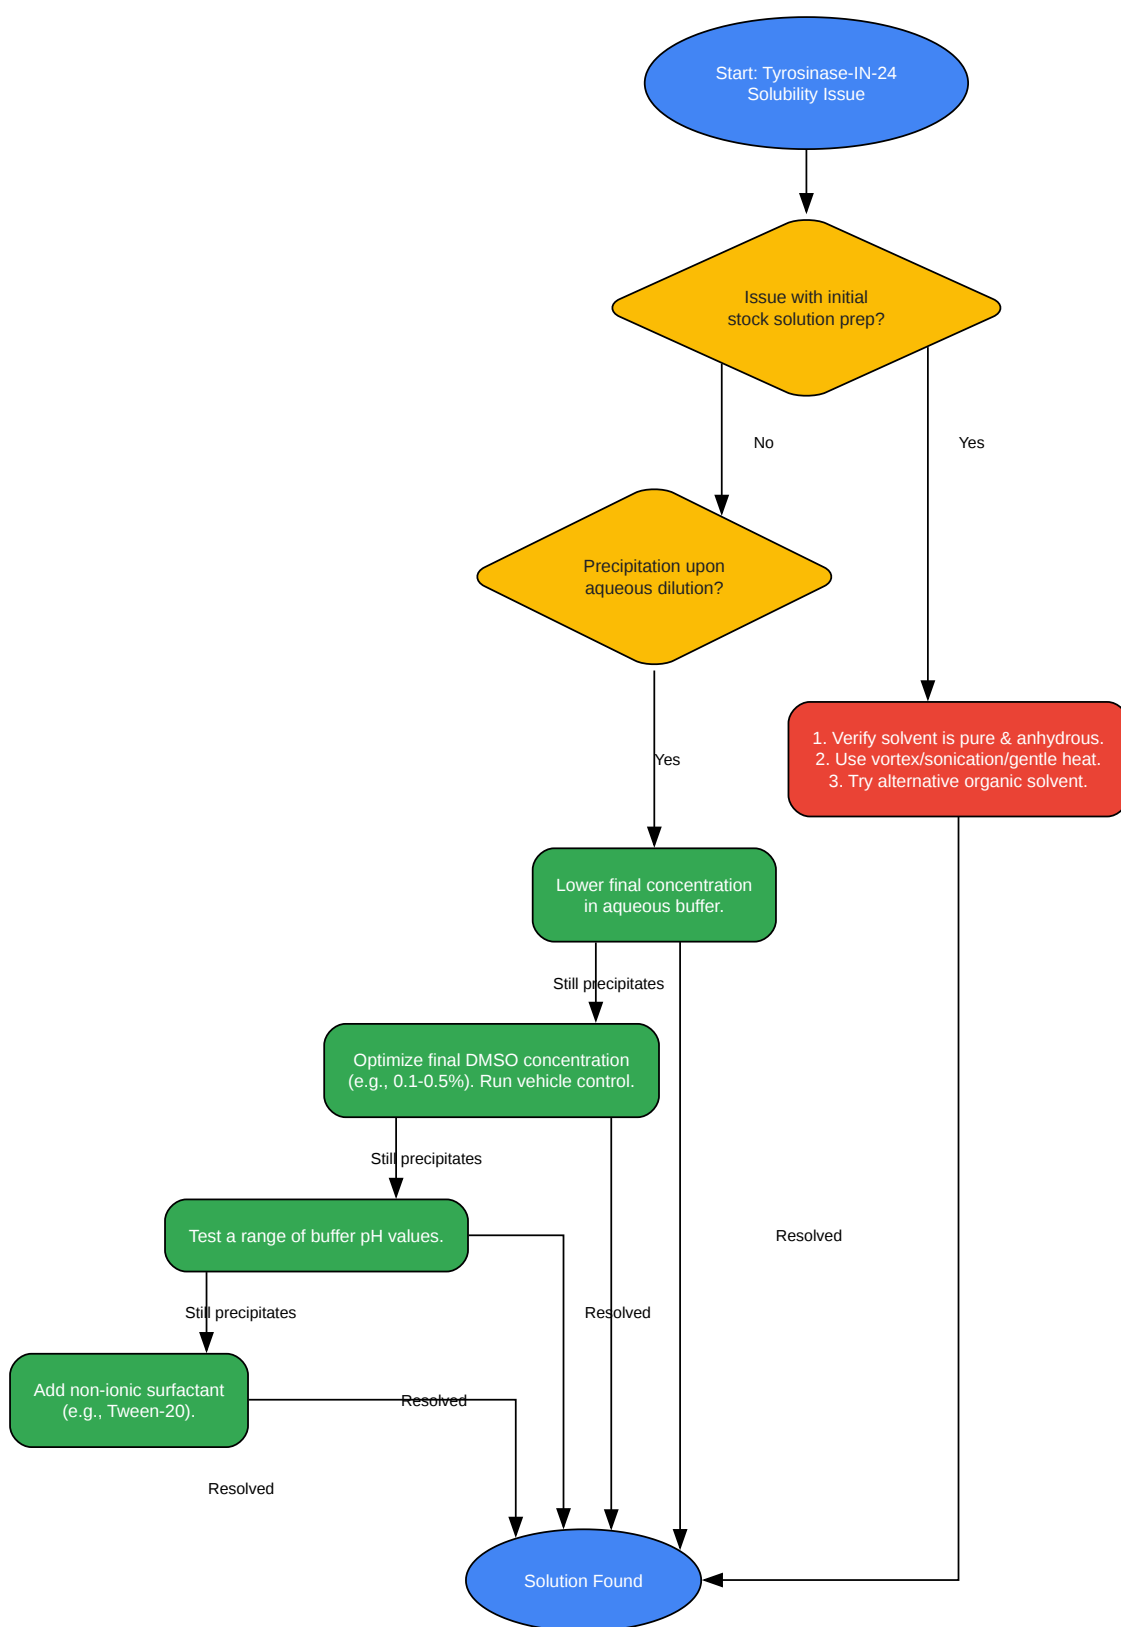 Start: Tyrosinase-IN-24
Solubility Issue
Issue with initial
stock solution prep?
No
Yes
Precipitation upon
aqueous dilution?
1. Verify solvent is pure & anhydrous.
2. Use vortex/sonication/gentle heat.
3. Try alternative organic solvent.
Yes
Lower final concentration
in aqueous buffer.
Still precipitates
Optimize final DMSO concentration
(e.g., 0.1-0.5%). Run vehicle control.
Still precipitates
Test a range of buffer pH values.
Resolved
Still precipitates
Resolved
Add non-ionic surfactant
(e.g., Tween-20).
Resolved
Resolved
Solution Found